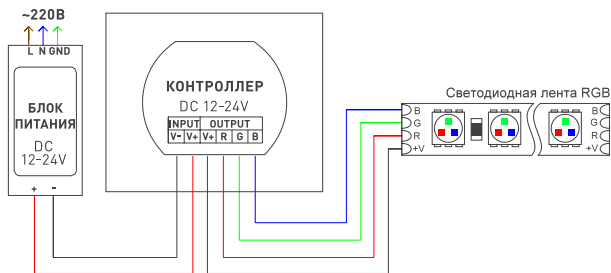 ~220В
L N GND
БЛОК
ПИТАНИЯ
DC
12-24V
+ -
КОНТРОЛЛЕР
DC 12-24V
INPUT OUTPUT
V- V+ V+ R G B
Светодиодная лента RGB
B B
G G
R R
+V +V